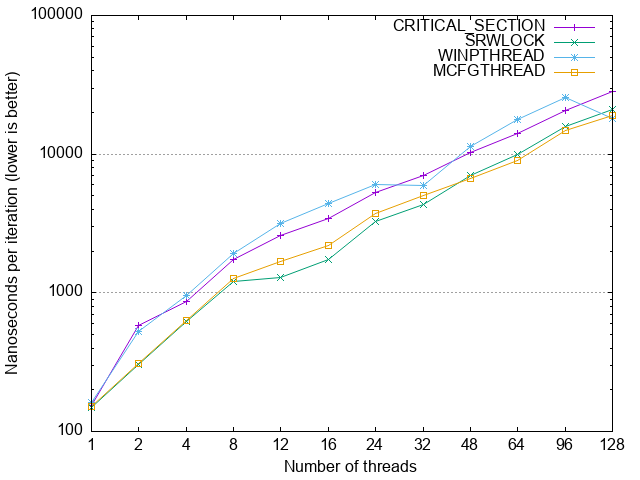 100000
10000
1000
100
Nanoseconds per iteration (lower is better)
CRITICAL_SECTION
SRWLOCK
WINPTHREAD
MCFGTHREAD
1 2 4 8 12 16 24 32 48 64 96 128
Number of threads